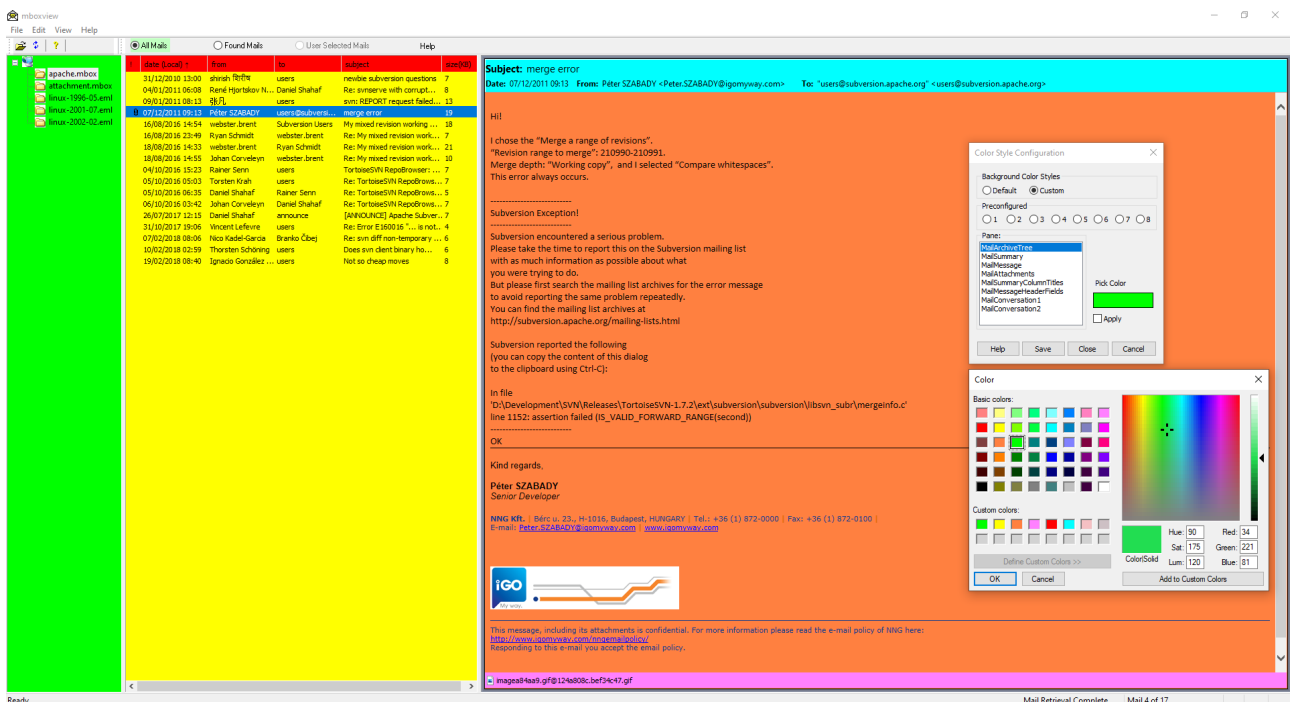 mboxview
File Edit View Help
? All Mails Found Mails User Selected Mails Help
apache.mbox
attachment.mbox
linux-1996-05.eml
linux-2001-07.eml
linux-2002-02.eml
! date (Local) from to subject size(KB)
31/12/2010 13:00 shirish शिरीष users newbie subversion questions 7
04/01/2011 06:08 René Hjortskov N... Daniel Shahaf Re: svnserve with corrupt... 8
09/01/2011 08:13 张凡 users svn: REPORT request failed... 13
07/12/2011 09:13 Péter SZABADY users@subversi... merge error 19
16/08/2016 14:54 webster.brent Subversion Users My mixed revision working ... 18
16/08/2016 23:49 Ryan Schmidt webster.brent Re: My mixed revision work... 7
18/08/2016 14:33 webster.brent Ryan Schmidt Re: My mixed revision work... 21
18/08/2016 14:55 Johan Corveleyn webster.brent Re: My mixed revision work... 10
04/10/2016 15:23 Rainer Senn users TortoiseSVN RepoBrowser: ... 7
05/10/2016 05:03 Torsten Krah users Re: TortoiseSVN RepoBrows... 7
05/10/2016 06:35 Daniel Shahaf Rainer Senn Re: TortoiseSVN RepoBrows... 5
06/10/2016 03:42 Johan Corveleyn Daniel Shahaf Re: TortoiseSVN RepoBrows... 7
26/07/2017 12:15 Daniel Shahaf announce [ANNOUNCE] Apache Subver... 7
31/10/2017 19:06 Vincent Lefevre users Re: Error E160016 "... is not... 4
07/02/2018 08:06 Nico Kadel-Garcia Branko Čibej Re: svn diff non-temporary ... 6
10/02/2018 02:59 Thorsten Schöning users Does svn client binary ho... 6
19/02/2018 08:40 Ignacio González ... users Not so cheap moves 8
Subject: merge error
Date: 07/12/2011 09:13 From: Péter SZABADY <Peter.SZABADY@igomyway.com> To: "users@subversion.apache.org" <users@subversion.apache.org>
Hi!
I chose the “Merge a range of revisions”.
“Revision range to merge”: 210990-210991.
Merge depth: “Working copy”, and I selected “Compare whitespaces”.
This error always occurs.
---------------------------
Subversion Exception!
---------------------------
Subversion encountered a serious problem.
Please take the time to report this on the Subversion mailing list
with as much information as possible about what
you were trying to do.
But please first search the mailing list archives for the error message
to avoid reporting the same problem repeatedly.
You can find the mailing list archives at
http://subversion.apache.org/mailing-lists.html
Subversion reported the following
(you can copy the content of this dialog
to the clipboard using Ctrl-C):
In file
'D:\Development\SVN\Releases\TortoiseSVN-1.7.2\ext\subversion\subversion\libsvn_subr\mergeinfo.c'
line 1152: assertion failed (IS_VALID_FORWARD_RANGE(second))
---------------------------
OK
Kind regards,
Péter SZABADY
Senior Developer
NNG Kft. | Bérc u. 23., H-1016, Budapest, HUNGARY | Tel.: +36 (1) 872-0000 | Fax: +36 (1) 872-0100 |
E-mail: Peter.SZABADY@igomyway.com | www.igomyway.com
iGO
My way.
This message, including its attachments is confidential. For more information please read the e-mail policy of NNG here:
http://www.igomyway.com/nngemailpolicy/
Responding to this e-mail you accept the email policy.
imagea84aa9.gif@124a808c.bef34c47.gif
Color Style Configuration
Background Color Styles
Default Custom
Preconfigured
1 2 3 4 5 6 7 8
Pane:
MailArchiveTree
MailSummary
MailMessage
MailAttachments
MailSummaryColumnTitles
MailMessageHeaderFields
MailConversation1
MailConversation2
Pick Color
Apply
Help Save Close Cancel
Color
Basic colors:
Custom colors:
Define Custom Colors >>
OK Cancel
Color|Solid
Hue: 90 Red: 34
Sat: 175 Green: 221
Lum: 120 Blue: 81
Add to Custom Colors
Ready Mail Retrieval Complete Mail 4 of 17